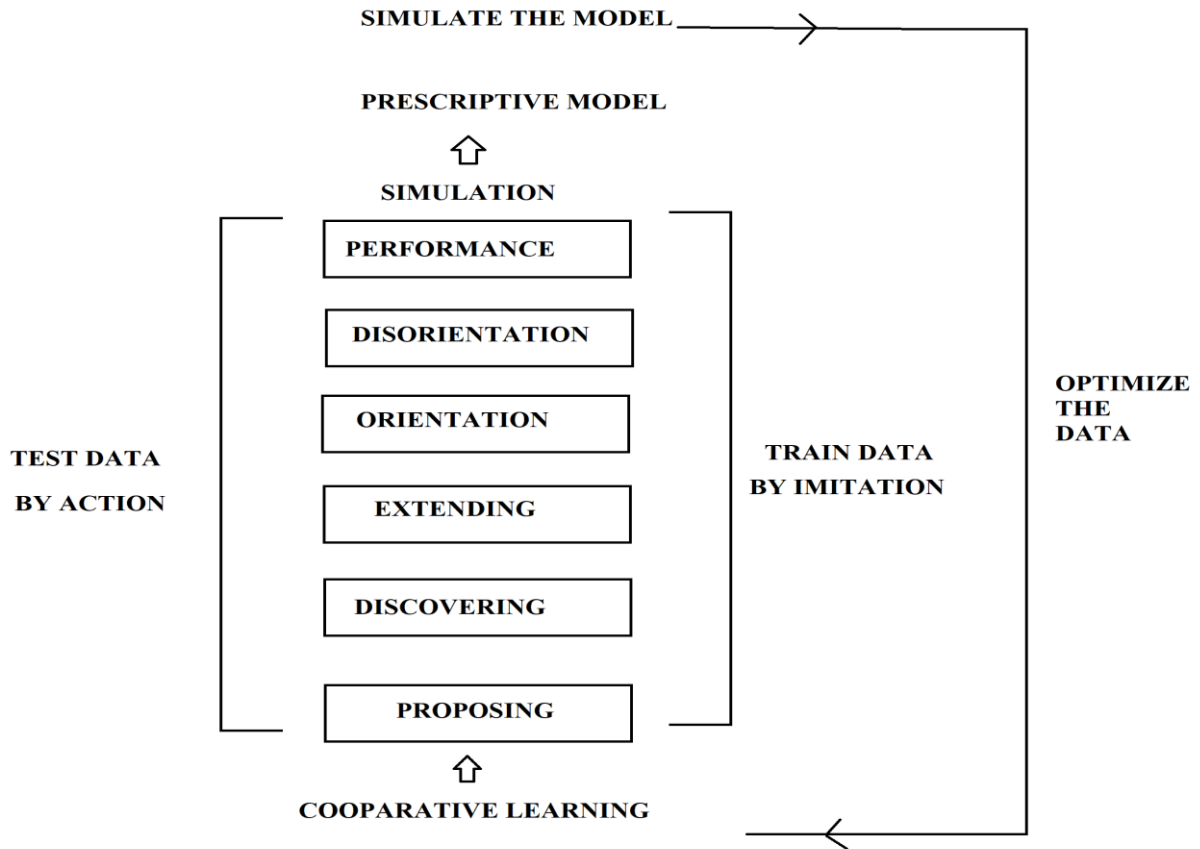 SIMULATE THE MODEL
PRESCRIPTIVE MODEL
SIMULATION
PERFORMANCE
DISORIENTATION
ORIENTATION
EXTENDING
DISCOVERING
PROPOSING
COOPARATIVE LEARNING
TEST DATA
BY ACTION
TRAIN DATA
BY IMITATION
OPTIMIZE
THE
DATA